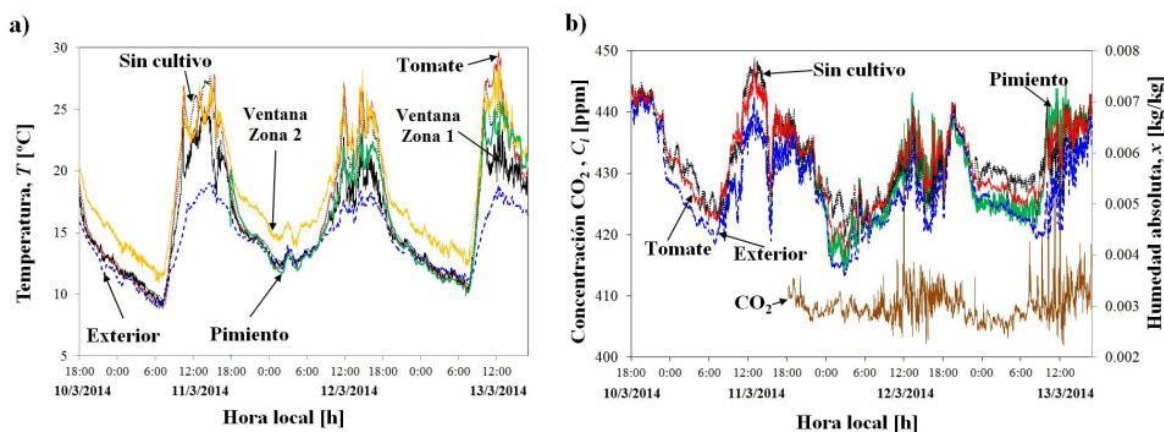 a)
Temperatura, T [°C]
30
25
20
15
10
5
Sin cultivo
Tomate
Ventana
Zona 2
Ventana
Zona 1
Exterior
Pimiento
18:00 0:00 6:00 12:00 18:00 0:00 6:00 12:00 18:00 0:00 6:00 12:00
10/3/2014 11/3/2014 12/3/2014 13/3/2014
Hora local [h]
b)
Concentración CO2 , Ci [ppm]
450
440
430
420
410
400
Sin cultivo
Pimiento
Tomate
Exterior
CO2
0.008
0.007
0.006
0.005
0.004
0.003
0.002
Humedad absoluta, x [kg/kg]
18:00 0:00 6:00 12:00 18:00 0:00 6:00 12:00 18:00 0:00 6:00 12:00
10/3/2014 11/3/2014 12/3/2014 13/3/2014
Hora local [h]